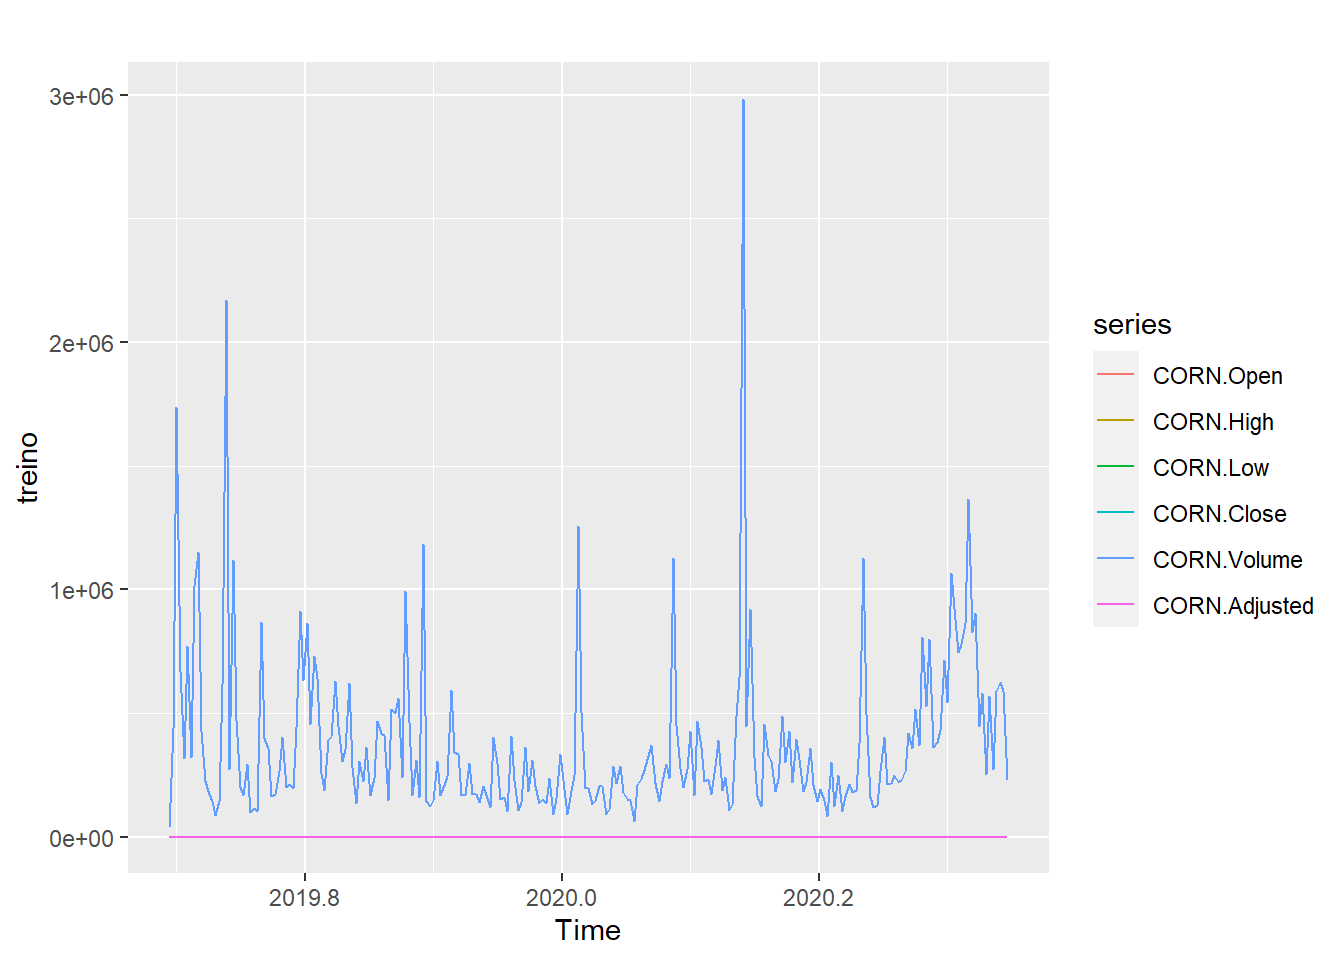 3e+06
2e+06
1e+06
0e+00
treino
2019.8
2020.0
2020.2
Time
series
CORN.Open
CORN.High
CORN.Low
CORN.Close
CORN.Volume
CORN.Adjusted